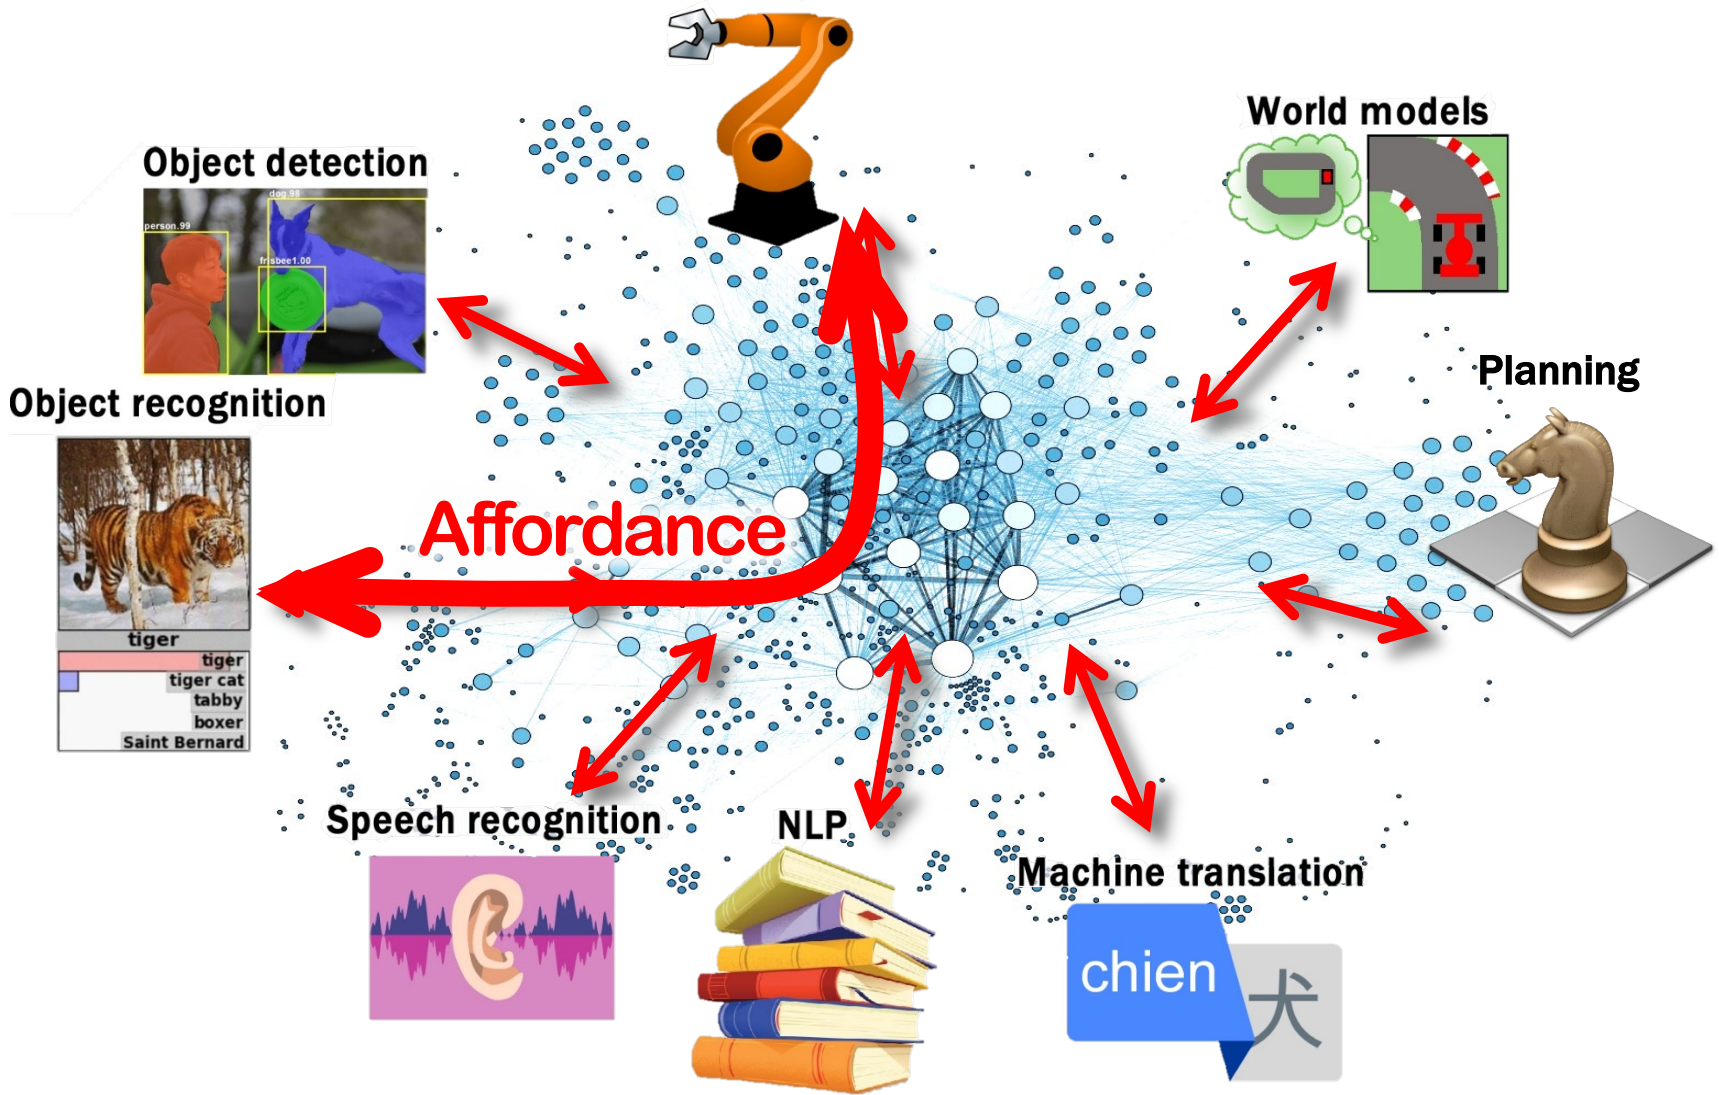 World models
Object detection
dog.98
person.99
frisbee1.00
Planning
Object recognition
Affordance
tiger
tiger
tiger cat
tabby
boxer
Saint Bernard
Speech recognition
NLP
Machine translation
chien
犬